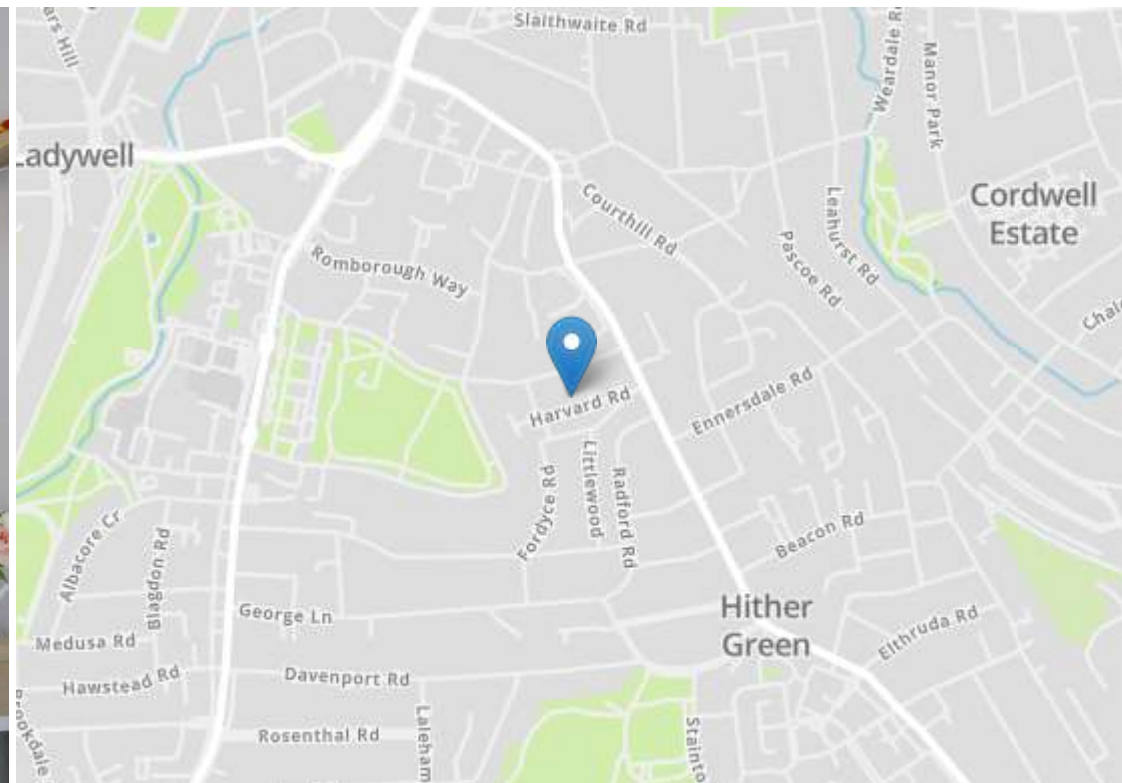 Slaithwaite Rd
Weardale
Manor Park
Ladywell
Cordwell
Estate
Courthill Rd
Leahurst Rd
Pascoe Rd
Romborough Way
Harvard Rd
Ennersdale Rd
Littlewood
Radford Rd
Fordyce Rd
Beacon Rd
Albacore Cr
Blagdon Rd
George Ln
Hither
Green
Elthruda Rd
Medusa Rd
Hawstead Rd
Davenport Rd
Rosenthal Rd
Laleham